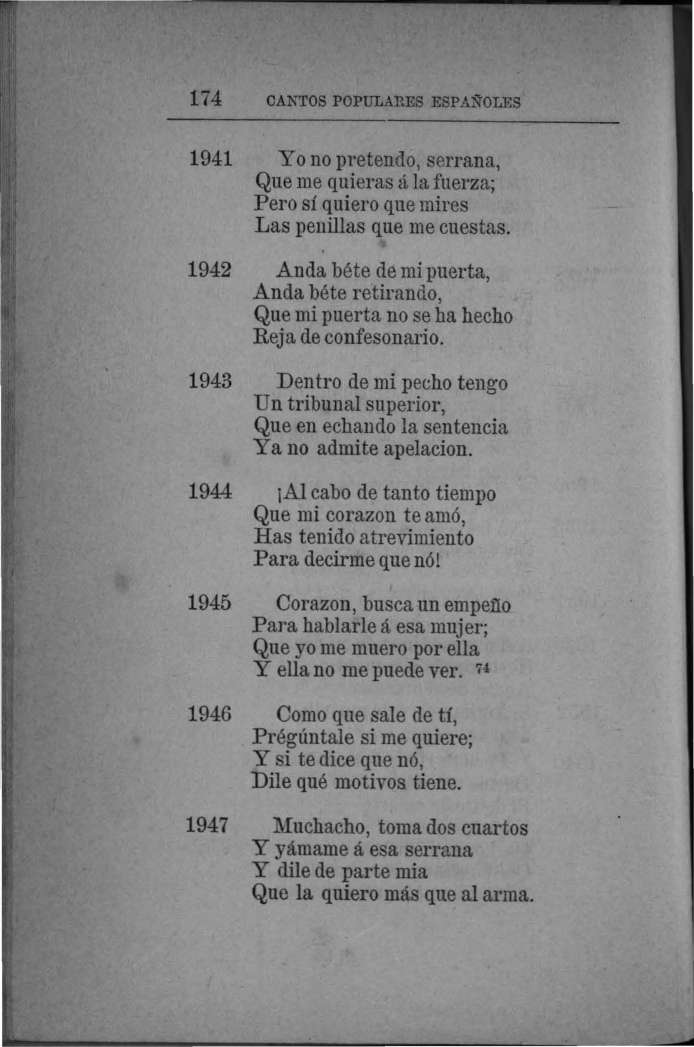 174 CANTOS POPULARES ESPAÑOLES
1941 Yo no pretendo, serrana,
Que me quieras á la fuerza;
Pero sí quiero que mires
Las penillas que me cuestas.
1942 Anda béte de mi puerta,
Anda béte retirando,
Que mi puerta no se ha hecho
Reja de confesonario.
1943 Dentro de mi pecho tengo
Un tribunal superior,
Que en echando la sentencia
Ya no admite apelacion.
1944 ¡Al cabo de tanto tiempo
Que mi corazon te amó,
Has tenido atrevimiento
Para decirme que nó!
1945 Corazon, busca un empeño
Para hablarle á esa mujer;
Que yo me muero por ella
Y ella no me puede ver. 74
1946 Como que sale de tí,
Prégúntale si me quiere;
Y si te dice que nó,
Dile qué motivos tiene.
1947 Muchacho, toma dos cuartos
Y yámame á esa serrana
Y dile de parte mia
Que la quiero más que al arma.